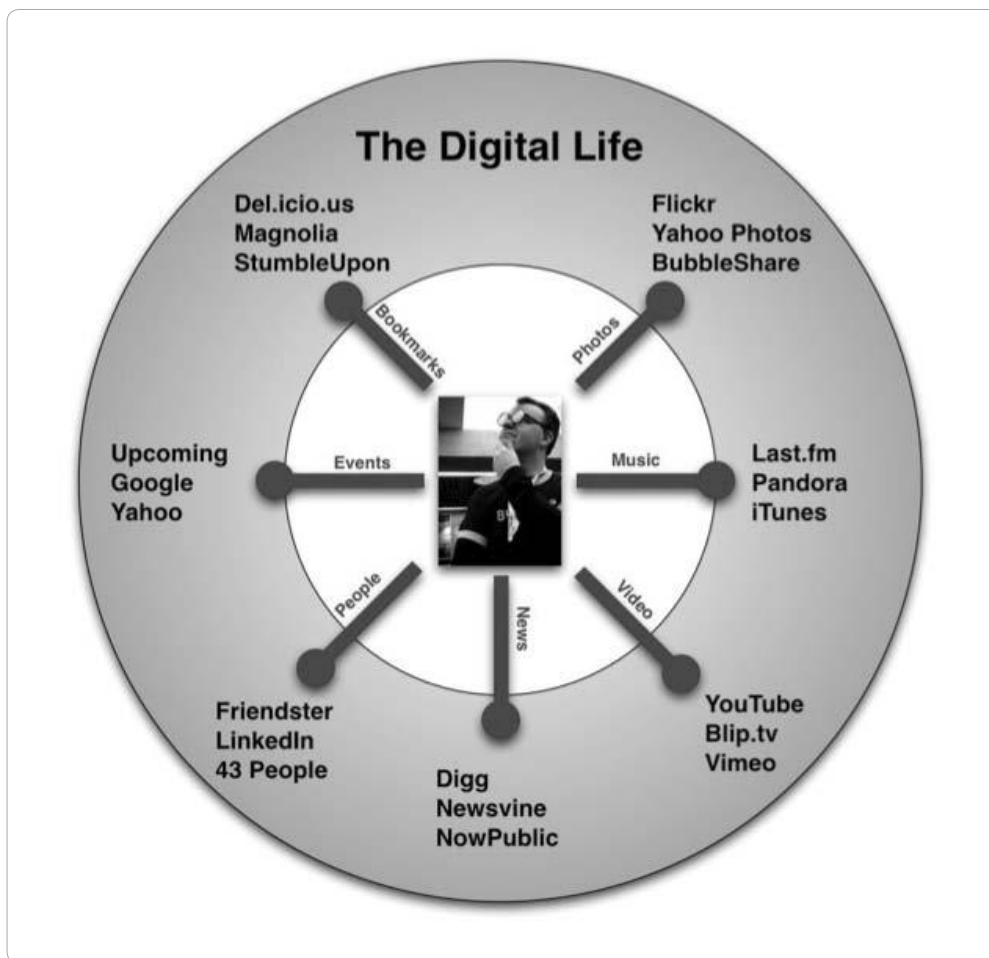 The Digital Life
Del.icio.us
Magnolia
StumbleUpon
Flickr
Yahoo Photos
BubbleShare
Bookmarks
Photos
Upcoming
Google
Yahoo
Events
Music
Last.fm
Pandora
iTunes
People
News
Video
Friendster
LinkedIn
43 People
Digg
Newsvine
NowPublic
YouTube
Blip.tv
Vimeo